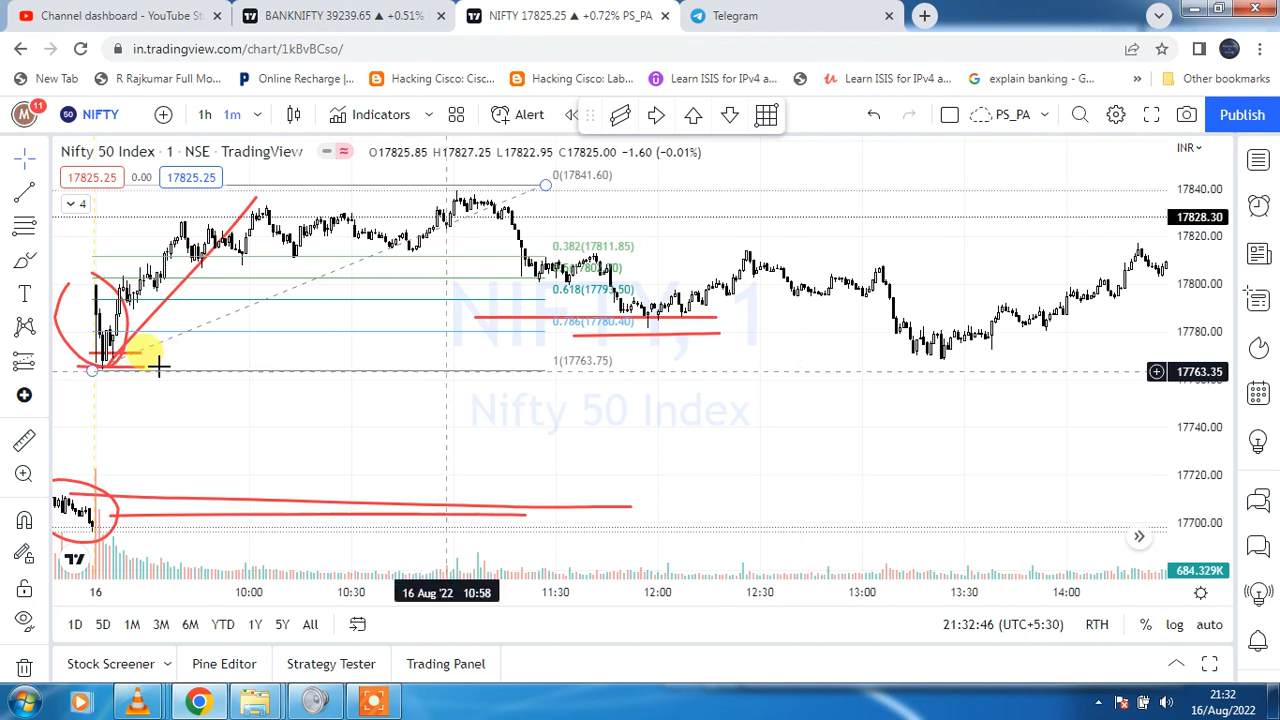 Channel dashboard - YouTube St
BANKNIFTY 39239.65 ▲ +0.51%
NIFTY 17825.25 ▲ +0.72% PS_PA
Telegram
in.tradingview.com/chart/1kBvBCso/
New Tab
R Rajkumar Full Mo...
Online Recharge |...
Hacking Cisco: Cisc...
Hacking Cisco: Lab...
Learn ISIS for IPv4 a...
Learn ISIS for IPv4 a...
explain banking - G...
»
Other bookmarks
M 11
50 NIFTY
1h 1m
Indicators
Alert
PS_PA
Publish
Nifty 50 Index · 1 · NSE · TradingView
O17825.85 H17827.25 L17822.95 C17825.00 −1.60 (−0.01%)
INR
17825.25 0.00 17825.25
4
0(17841.60)
0.382(17811.85)
0.618(17793.50)
0.786(17780.40)
1(17763.75)
NIFTY, 1
Nifty 50 Index
17840.00
17828.30
17820.00
17800.00
17780.00
17763.35
17740.00
17720.00
17700.00
684.329K
16 10:00 10:30 16 Aug '22 10:58 11:30 12:00 12:30 13:00 13:30 14:00
1D 5D 1M 3M 6M YTD 1Y 5Y All
21:32:46 (UTC+5:30) RTH % log auto
Stock Screener Pine Editor Strategy Tester Trading Panel
21:32
16/Aug/2022